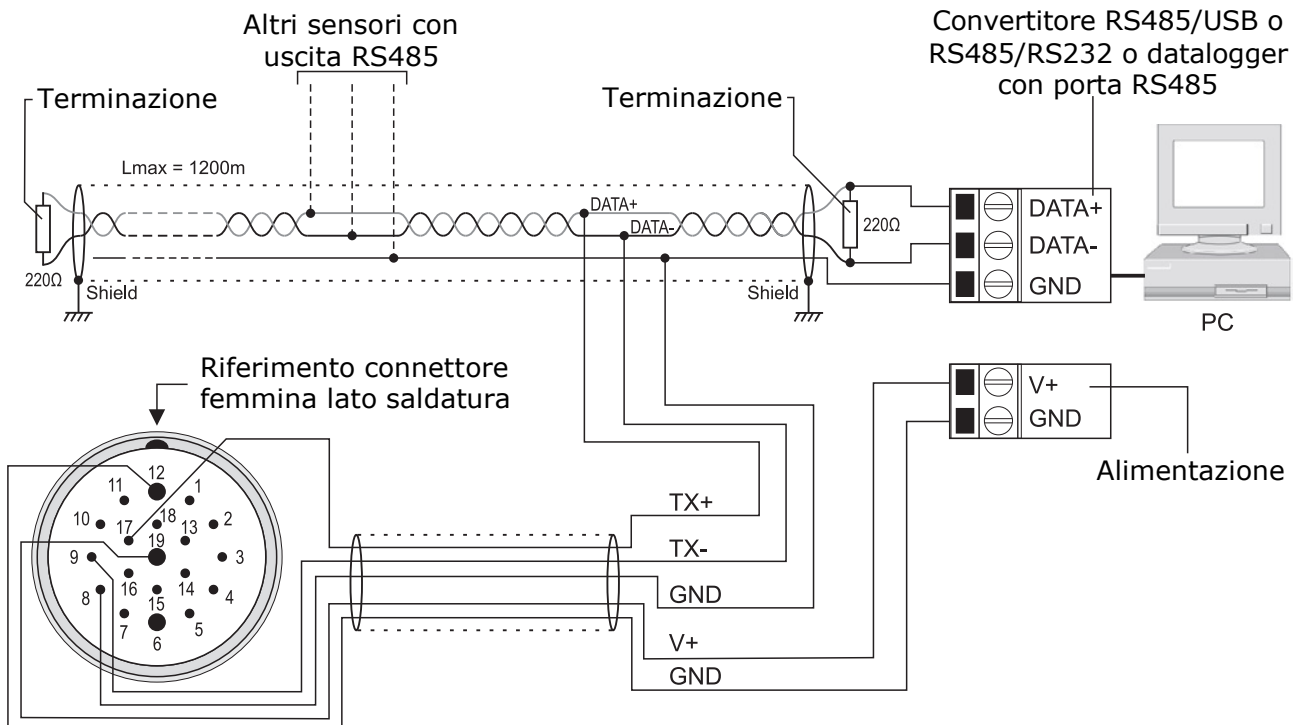 Altri sensori con
uscita RS485
Convertitore RS485/USB o
RS485/RS232 o datalogger
con porta RS485
Terminazione
Terminazione
Lmax = 1200m
DATA+
DATA-
220Ω
220Ω
Shield
Shield
DATA+
DATA-
GND
PC
Riferimento connettore
femmina lato saldatura
V+
GND
Alimentazione
12
11
1
10
17
18
13
2
9
19
3
8
16
15
14
4
7
6
5
TX+
TX-
GND
V+
GND